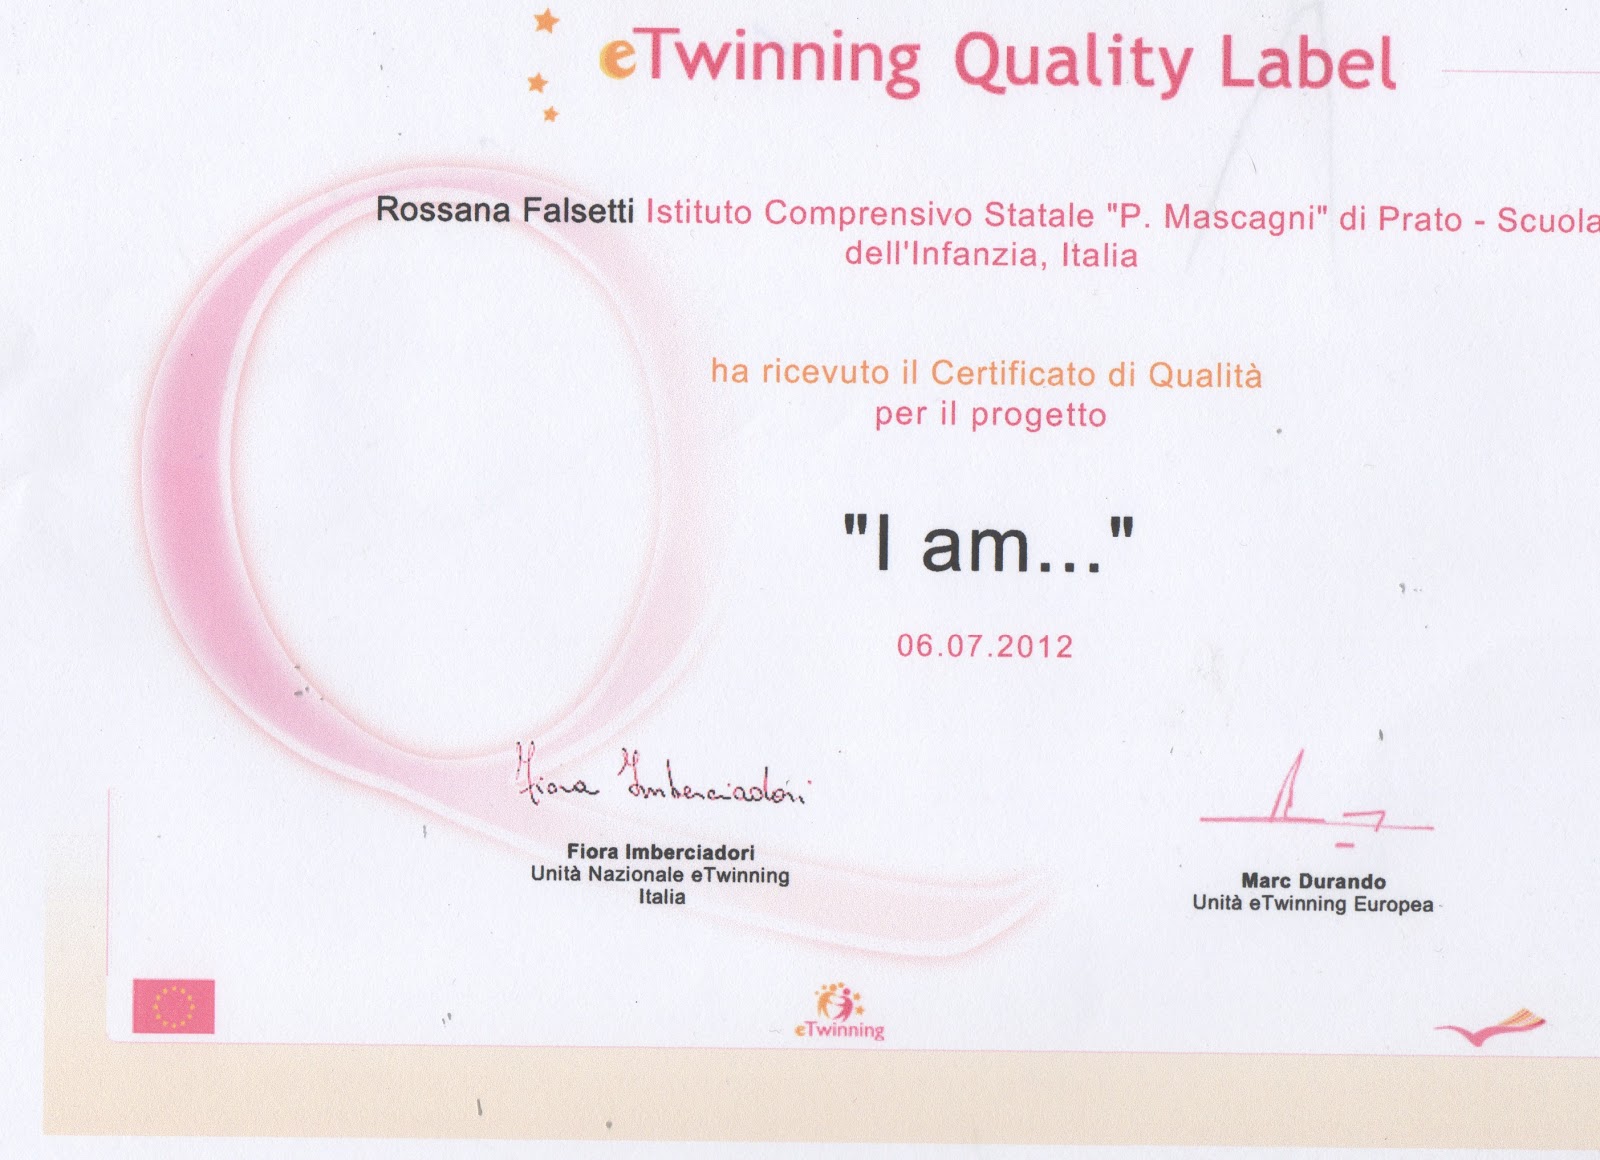 eTwinning Quality Label
Rossana Falsetti Istituto Comprensivo Statale "P. Mascagni" di Prato - Scuola
dell'Infanzia, Italia
ha ricevuto il Certificato di Qualità
per il progetto
"I am..."
06.07.2012
Fiora Imberciadori
Fiora Imberciadori
Unità Nazionale eTwinning
Italia
Marc Durando
Unità eTwinning Europea
eTwinning